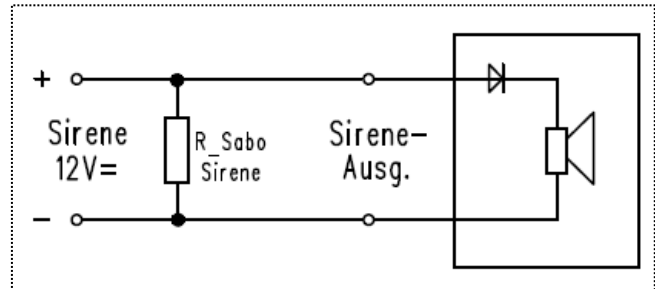 +
Sirene
12V=
−
R_Sabo
Sirene
Sirene-
Ausg.